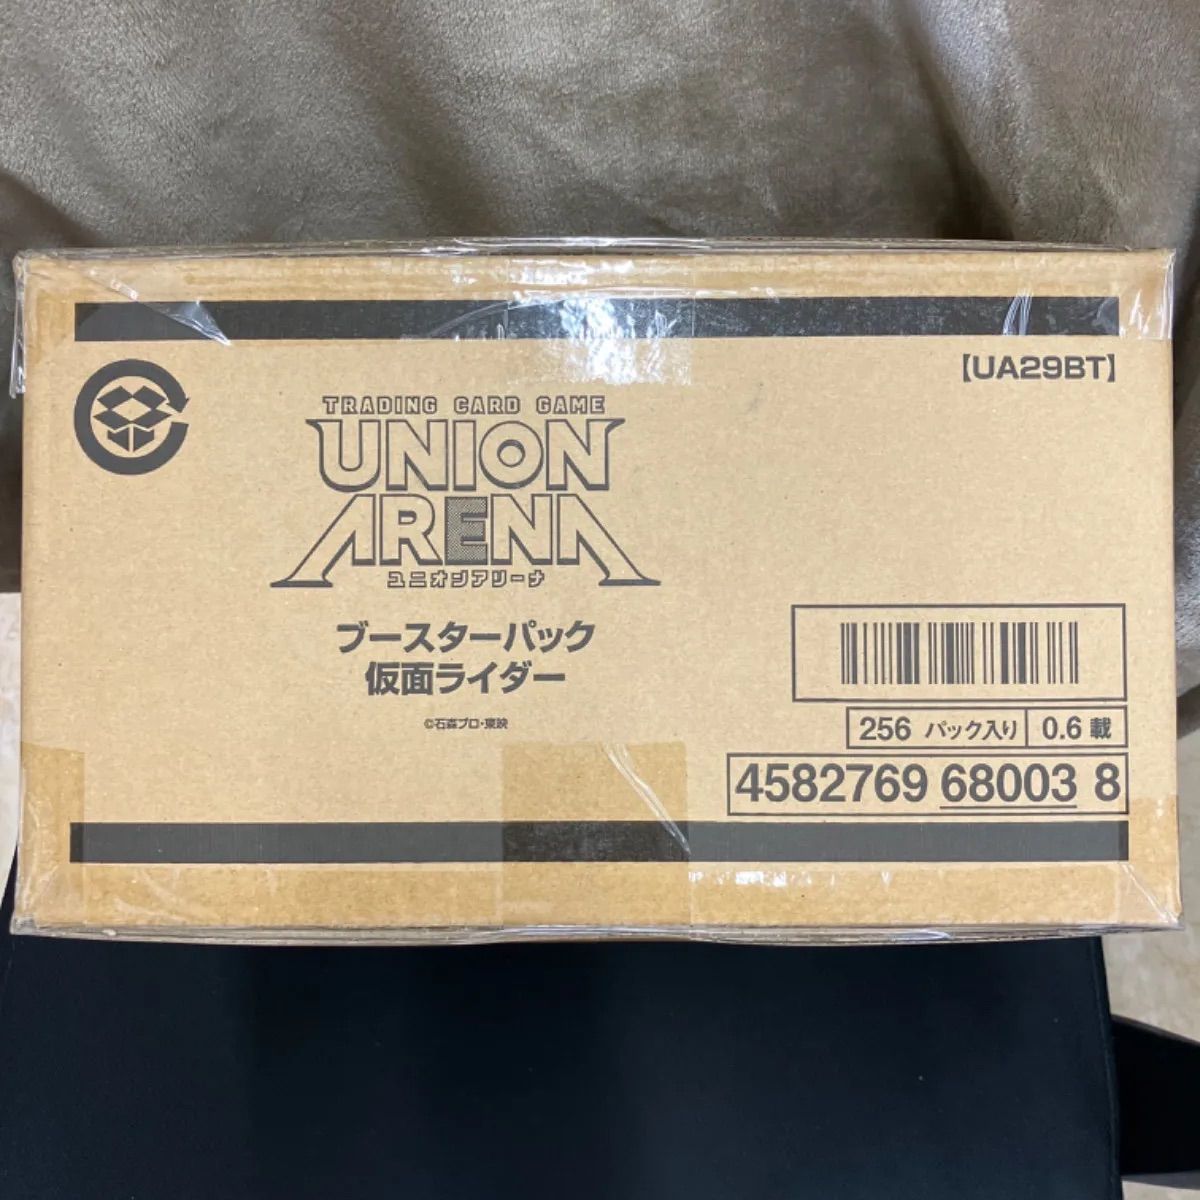 【UA29BT】
TRADING CARD GAME
UNION
ARENA
ユニオンアリーナ
ブースターパック
仮面ライダー
©石森プロ・東映
256 パック入り 0.6 載
4582769 68003 8